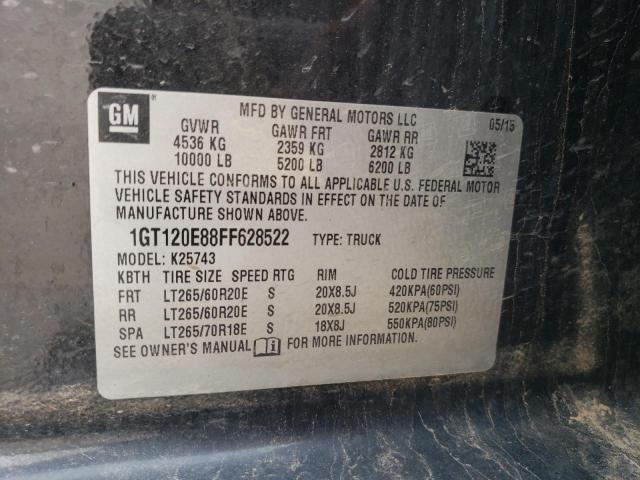 GM
MFD BY GENERAL MOTORS LLC
05/15
GVWR GAWR FRT GAWR RR
4536 KG 2359 KG 2812 KG
10000 LB 5200 LB 6200 LB
THIS VEHICLE CONFORMS TO ALL APPLICABLE U.S. FEDERAL MOTOR
VEHICLE SAFETY STANDARDS IN EFFECT ON THE DATE OF
MANUFACTURE SHOWN ABOVE.
1GT120E88FF628522 TYPE: TRUCK
MODEL: K25743
KBTH TIRE SIZE SPEED RTG RIM COLD TIRE PRESSURE
FRT LT265/60R20E S 20X8.5J 420KPA(60PSI)
RR LT265/60R20E S 20X8.5J 520KPA(75PSI)
SPA LT265/70R18E S 18X8J 550KPA(80PSI)
SEE OWNER'S MANUAL FOR MORE INFORMATION.